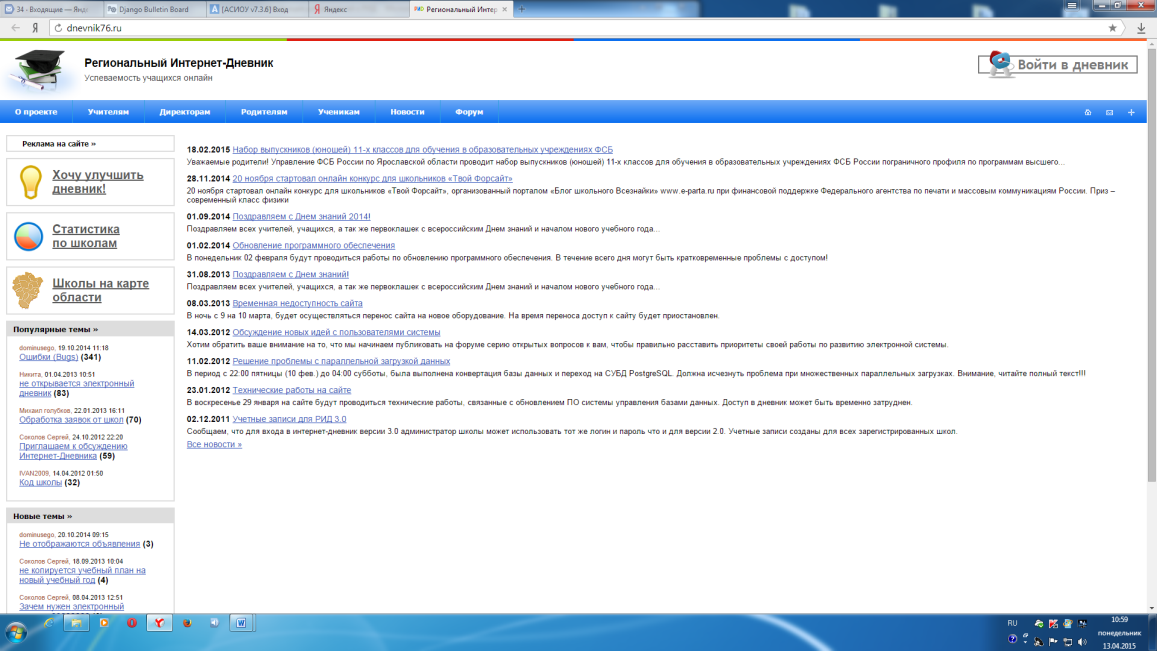 34 · Входящие — Янд
Django Bulletin Board
[АСИОУ v7.3.6] Вход
Яндекс
Региональный Интер
dnevnik76.ru
Региональный Интернет-Дневник
Успеваемость учащихся онлайн
Войти в дневник
О проекте Учителям Директорам Родителям Ученикам Новости Форум
Реклама на сайте »
Хочу улучшить
дневник!
Статистика
по школам
Школы на карте
области
Популярные темы »
dominusego, 19.10.2014 11:18
Ошибки (Bugs) (341)
Никита, 01.04.2013 10:51
не открывается электронный
дневник (83)
Михаил голубков, 22.01.2013 16:11
Обработка заявок от школ (70)
Соколов Сергей, 24.10.2012 22:20
Приглашаем к обсуждению
Интернет-Дневника (59)
IVAN2009, 14.04.2012 01:50
Код школы (32)
Новые темы »
dominusego, 20.10.2014 09:15
Не отображаются объявления (3)
Соколов Сергей, 18.09.2013 10:04
не копируется учебный план на
новый учебный год (4)
Соколов Сергей, 08.04.2013 12:51
Зачем нужен электронный
18.02.2015 Набор выпускников (юношей) 11-х классов для обучения в образовательных учреждениях ФСБ
Уважаемые родители! Управление ФСБ России по Ярославской области проводит набор выпускников (юношей) 11-х классов для обучения в образовательных учреждениях ФСБ России пограничного профиля по программам высшего...
28.11.2014 20 ноября стартовал онлайн конкурс для школьников «Твой Форсайт»
20 ноября стартовал онлайн конкурс для школьников «Твой Форсайт», организованный порталом «Блог школьного Всезнайки» www.e-parta.ru при финансовой поддержке Федерального агентства по печати и массовым коммуникациям России. Приз –
современный класс физики
01.09.2014 Поздравляем с Днем знаний 2014!
Поздравляем всех учителей, учащихся, а так же первоклашек с всероссийским Днем знаний и началом нового учебного года...
01.02.2014 Обновление программного обеспечения
В понедельник 02 февраля будут проводиться работы по обновлению программного обеспечения. В течение всего дня могут быть кратковременные проблемы с доступом!
31.08.2013 Поздравляем с Днем знаний!
Поздравляем всех учителей, учащихся, а так же первоклашек с всероссийским Днем знаний и началом нового учебного года...
08.03.2013 Временная недоступность сайта
В ночь с 9 на 10 марта, будет осуществляться перенос сайта на новое оборудование. На время переноса доступ к сайту будет приостановлен.
14.03.2012 Обсуждение новых идей с пользователями системы
Хотим обратить ваше внимание на то, что мы начинаем публиковать на форуме серию открытых вопросов к вам, чтобы правильно расставить приоритеты своей работы по развитию электронной системы.
11.02.2012 Решение проблемы с параллельной загрузкой данных
В период с 22:00 пятницы (10 фев.) до 04:00 субботы, была выполнена конвертация базы данных и переход на СУБД PostgreSQL. Должна исчезнуть проблема при множественных параллельных загрузках. Внимание, читайте полный текст!!!
23.01.2012 Технические работы на сайте
В воскресенье 29 января на сайте будут проводиться технические работы, связанные с обновлением ПО системы управления базами данных. Доступ в дневник может быть временно затруднен.
02.12.2011 Учетные записи для РИД 3.0
Сообщаем, что для входа в интернет-дневник версии 3.0 администратор школы может использовать тот же логин и пароль что и для версии 2.0. Учетные записи созданы для всех зарегистрированных школ.
Все новости »
RU
10:59
понедельник
13.04.2015